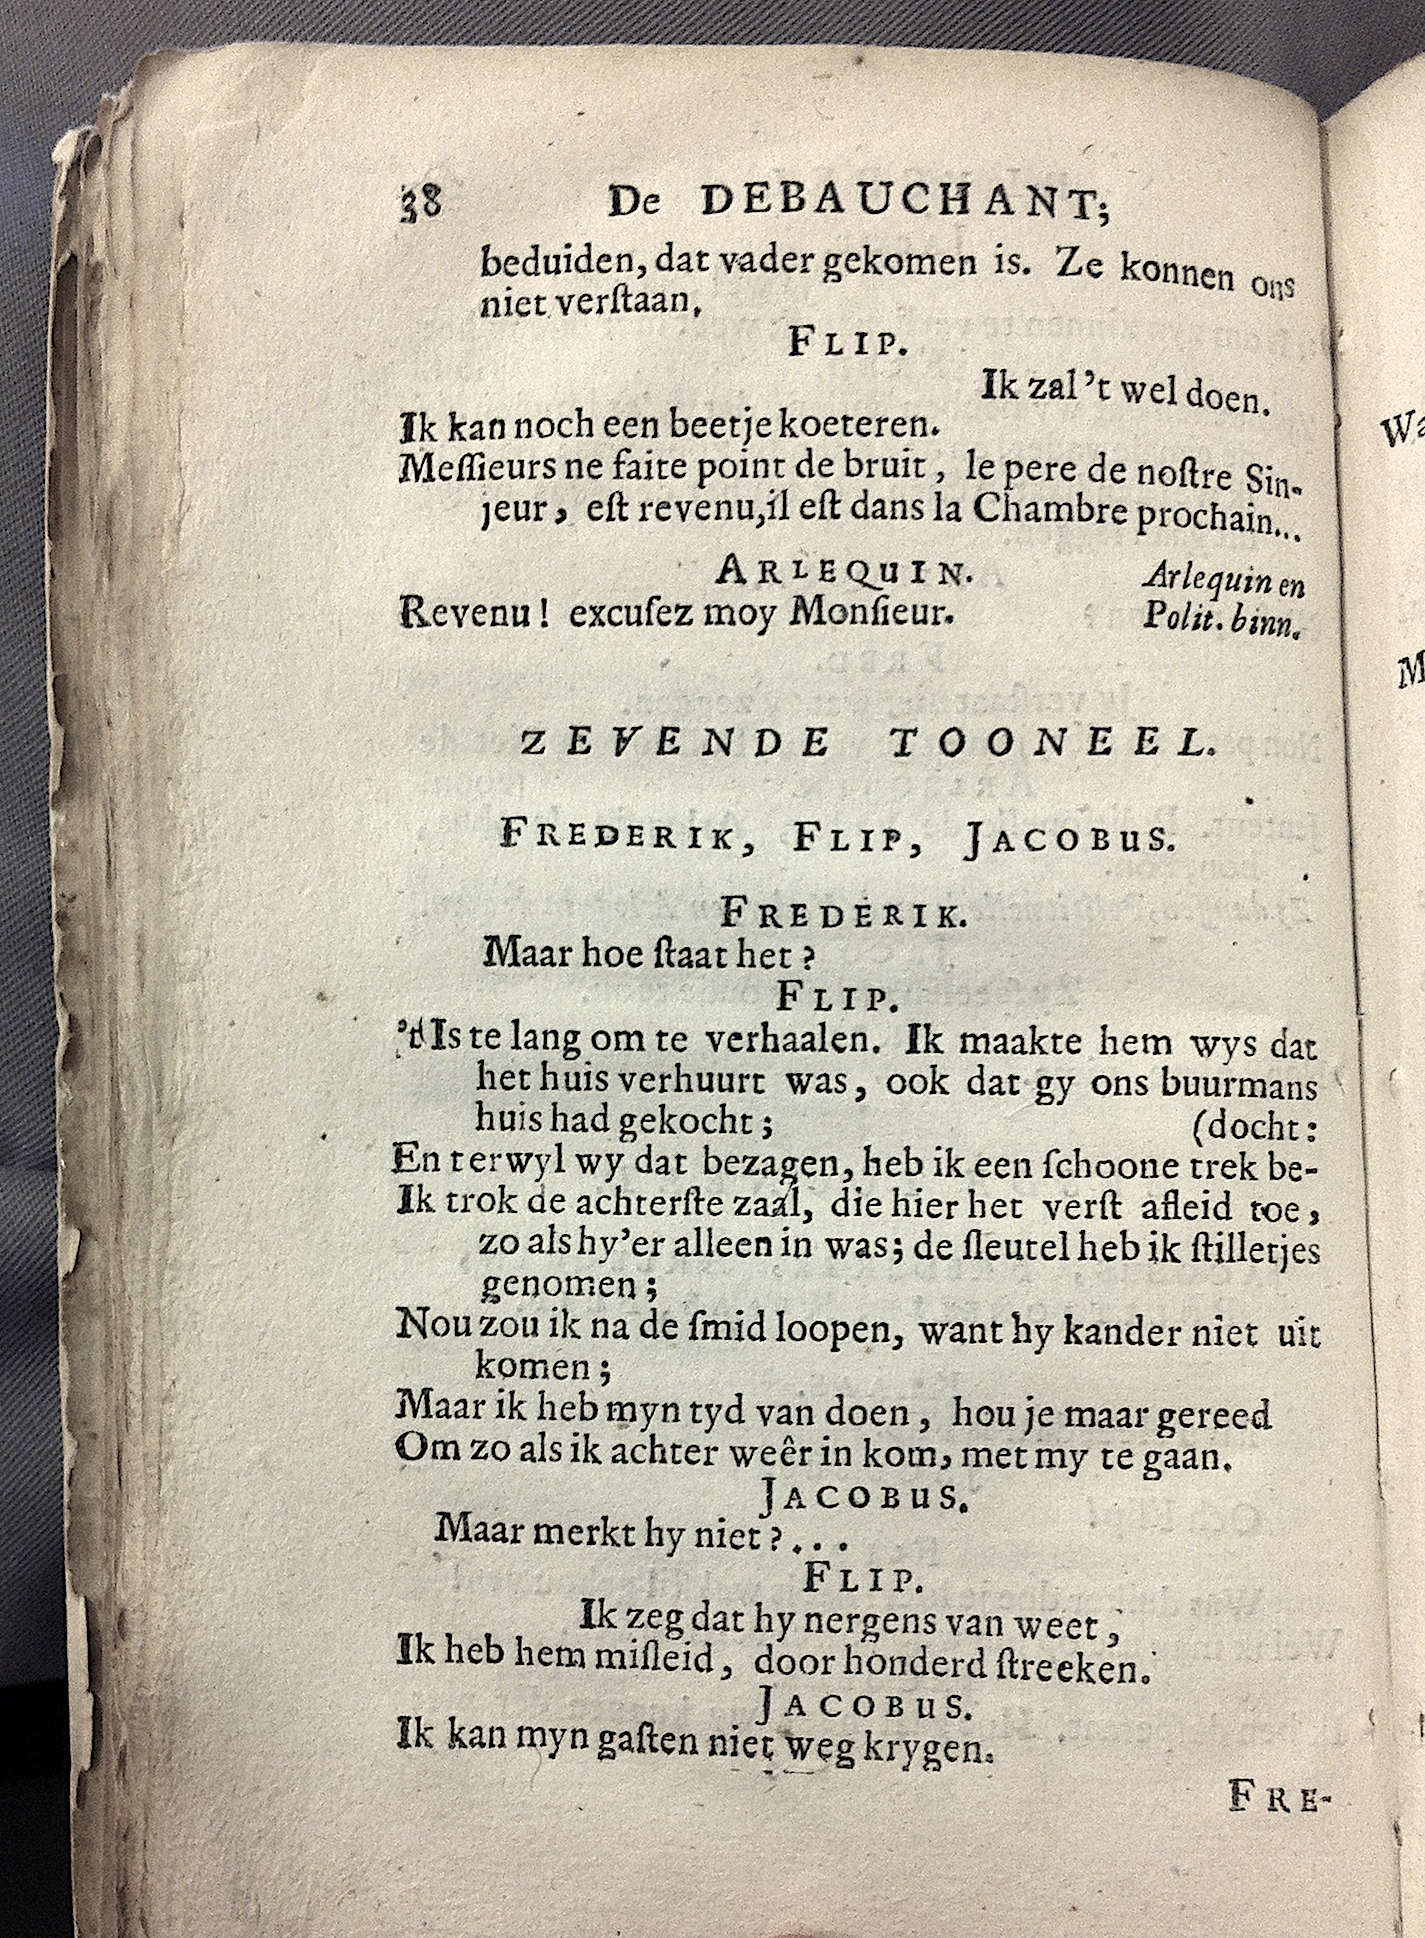 38 De DEBAUCHANT;
beduiden, dat vader gekomen is. Ze konnen ons
niet verſtaan.
FLIP.
Ik zal 't wel doen.
Ik kan noch een beetje koeteren.
Meſſieurs ne faite point de bruit, le pere de noſtre Sin-
jeur, eſt revenu, il eſt dans la Chambre prochain...
ARLEQUIN. Arlequin en
Revenu! excuſez moy Monſieur. Polit. binn.
ZEVENDE TOONEEL.
FREDERIK, FLIP, JACOBUS.
FREDERIK.
Maar hoe ſtaat het?
FLIP.
't Is te lang om te verhaalen. Ik maakte hem wys dat
het huis verhuurt was, ook dat gy ons buurmans
huis had gekocht; (docht:
En terwyl wy dat bezagen, heb ik een ſchoone trek be-
Ik trok de achterſte zaal, die hier het verſt afleid toe,
zo als hy'er alleen in was; de ſleutel heb ik ſtilletjes
genomen;
Nou zou ik na de ſmid loopen, want hy kander niet uit
komen;
Maar ik heb myn tyd van doen, hou je maar gereed
Om zo als ik achter weêr in kom, met my te gaan.
JACOBUS.
Maar merkt hy niet?...
FLIP.
Ik zeg dat hy nergens van weet,
Ik heb hem miſleid, door honderd ſtreeken.
JACOBUS.
Ik kan myn gaſten niet weg krygen.
FRE-
Wa
M